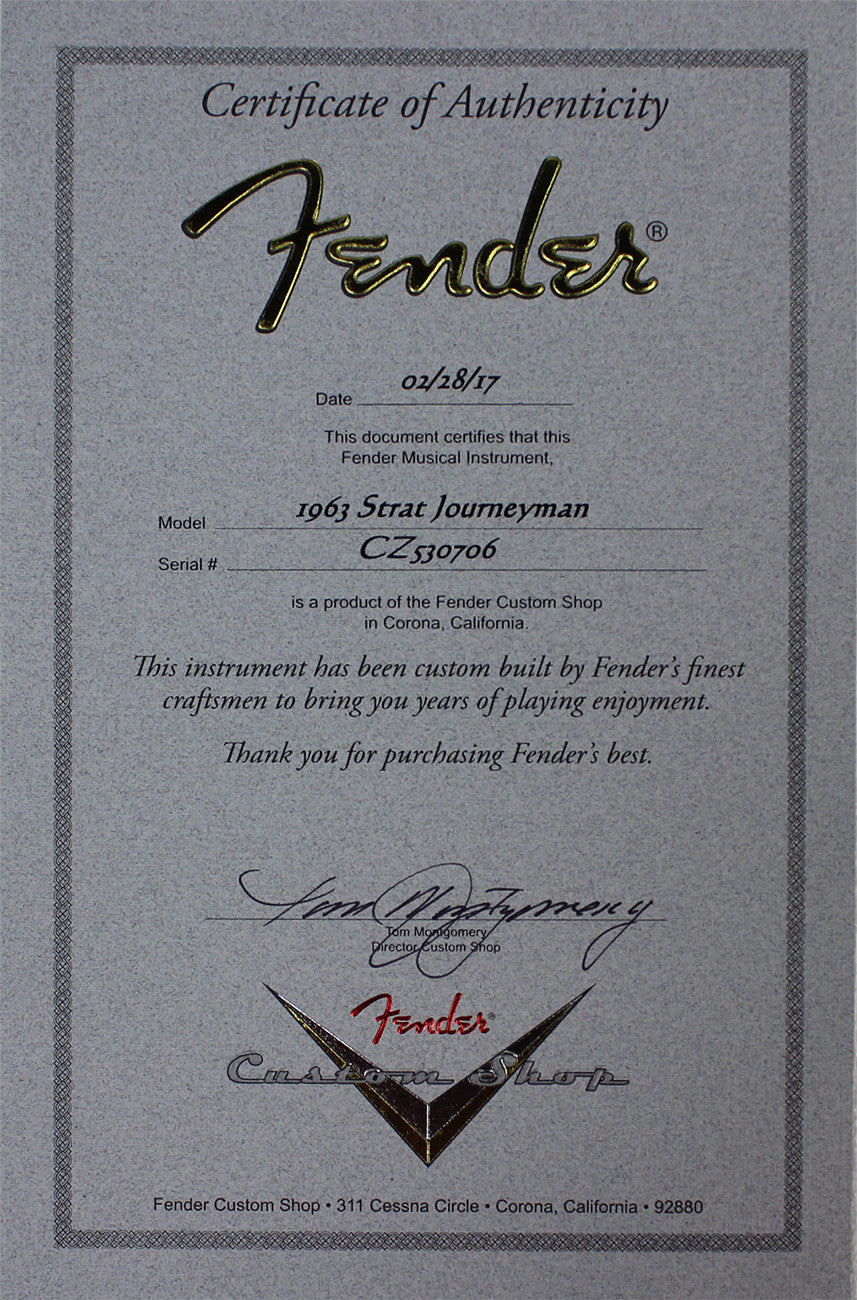 Certificate of Authenticity
Fender®
Date 02/28/17
This document certifies that this
Fender Musical Instrument,
Model 1963 Strat Journeyman
Serial # CZ530706
is a product of the Fender Custom Shop
in Corona, California.
This instrument has been custom built by Fender's finest
craftsmen to bring you years of playing enjoyment.
Thank you for purchasing Fender's best.
Tom Montgomery
Tom Montgomery
Director Custom Shop
Fender®
Custom Shop
Fender Custom Shop • 311 Cessna Circle • Corona, California • 92880